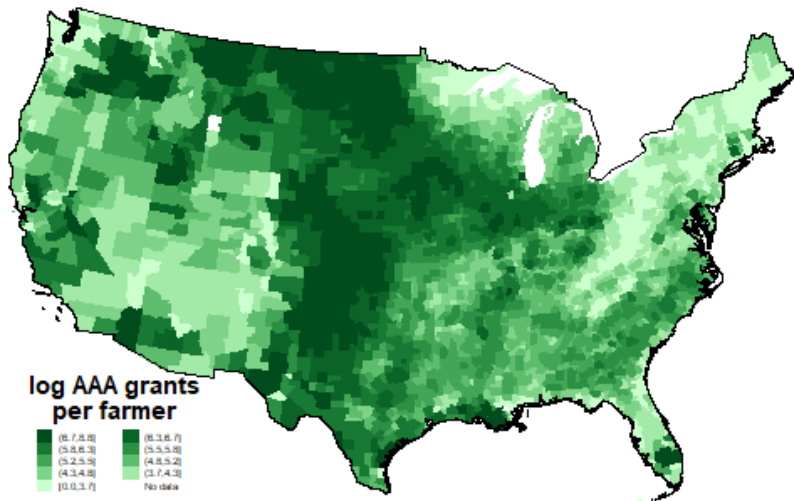 log AAA grants
per farmer
(6.7,8.8] (6.3,6.7]
(5.8,6.3] (5.5,5.8]
(5.2,5.5] (4.8,5.2]
(4.3,4.8] (3.7,4.3]
[0.0,3.7] No data